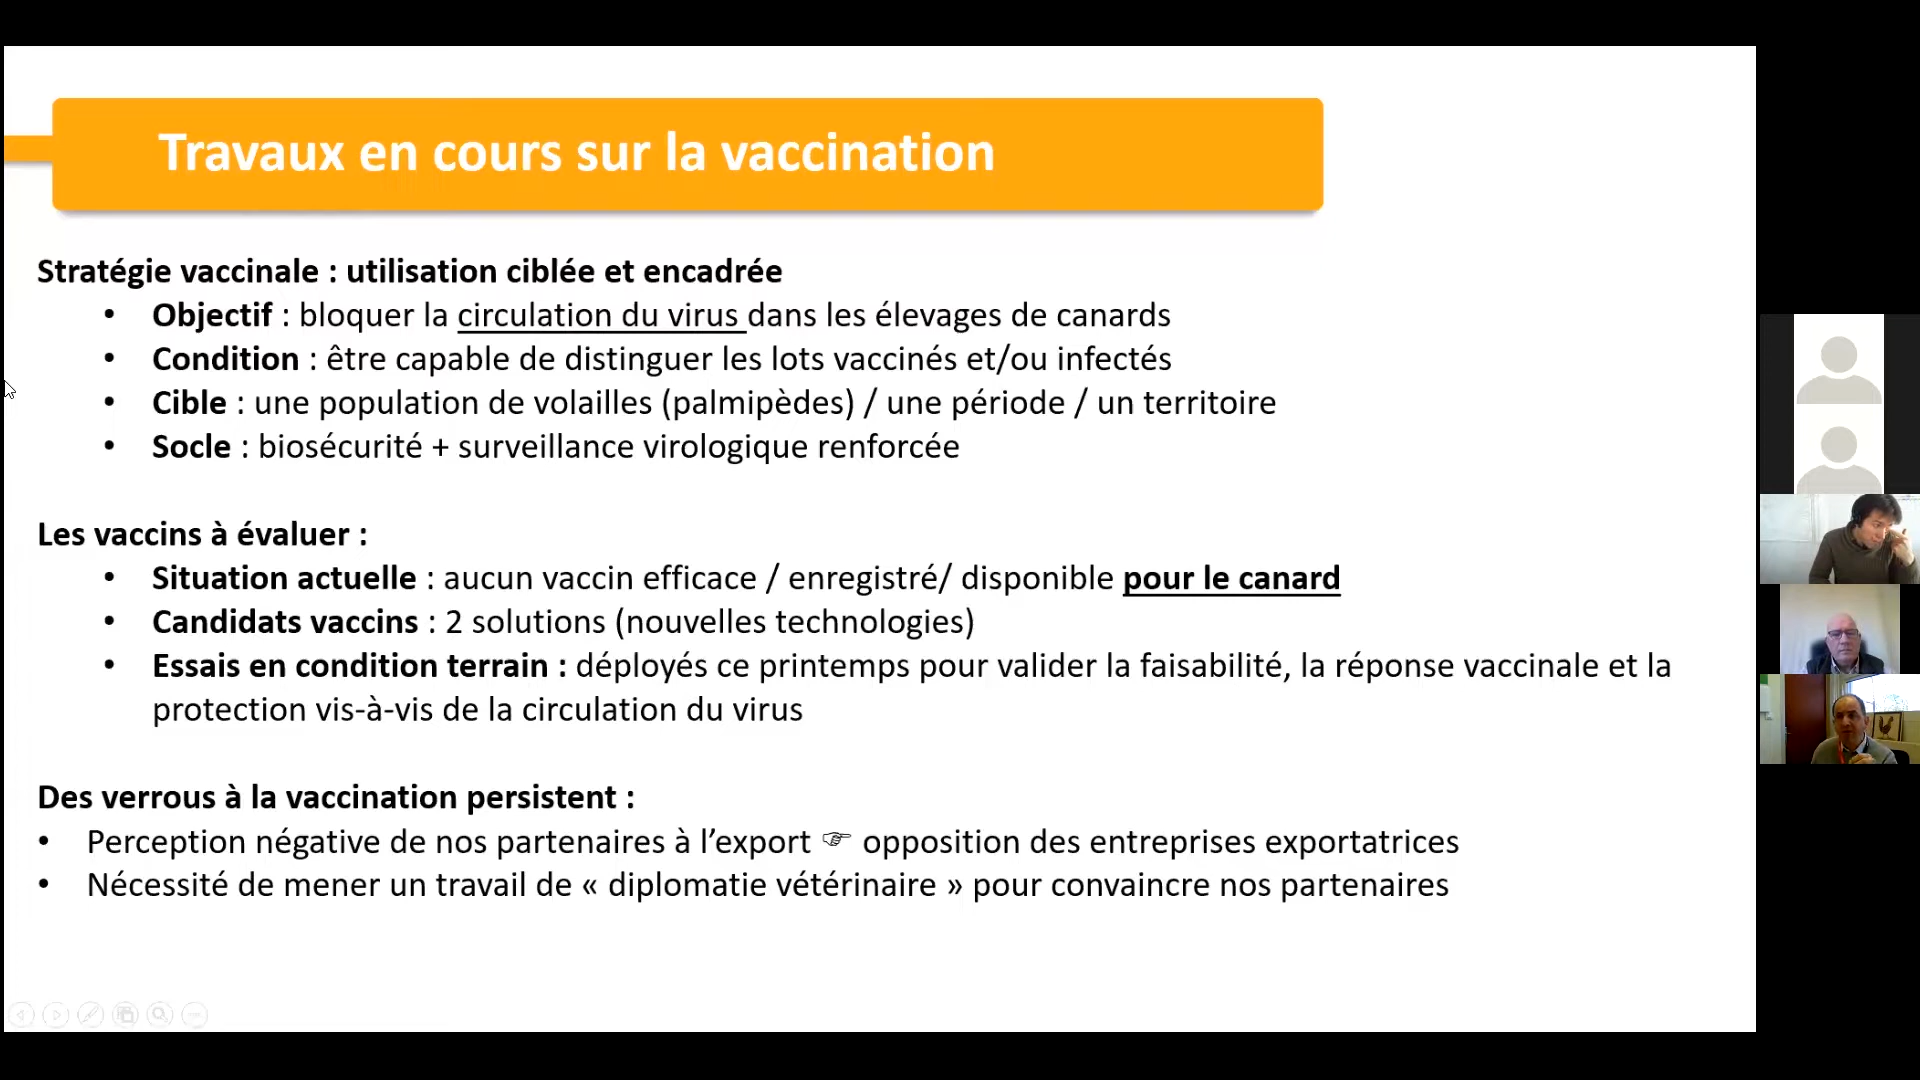 Travaux en cours sur la vaccination
Stratégie vaccinale : utilisation ciblée et encadrée
• Objectif : bloquer la circulation du virus dans les élevages de canards
• Condition : être capable de distinguer les lots vaccinés et/ou infectés
• Cible : une population de volailles (palmipèdes) / une période / un territoire
• Socle : biosécurité + surveillance virologique renforcée
Les vaccins à évaluer :
• Situation actuelle : aucun vaccin efficace / enregistré/ disponible pour le canard
• Candidats vaccins : 2 solutions (nouvelles technologies)
• Essais en condition terrain : déployés ce printemps pour valider la faisabilité, la réponse vaccinale et la
protection vis-à-vis de la circulation du virus
Des verrous à la vaccination persistent :
• Perception négative de nos partenaires à l’export ☞ opposition des entreprises exportatrices
• Nécessité de mener un travail de « diplomatie vétérinaire » pour convaincre nos partenaires